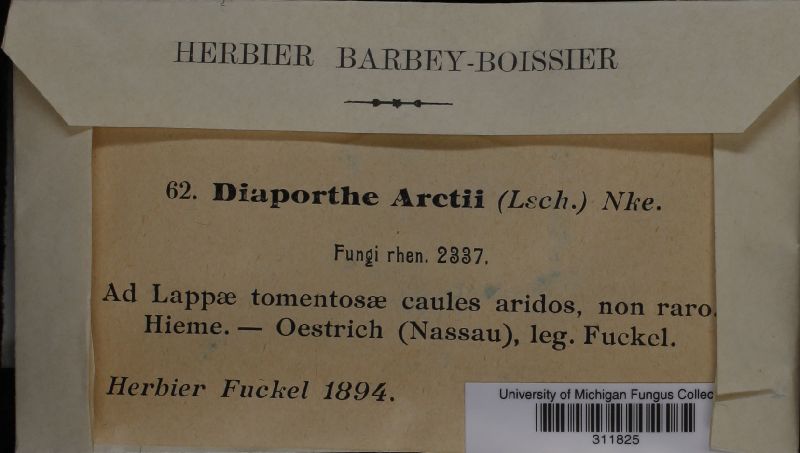 HERBIER BARBEY-BOISSIER
62. Diaporthe Arctii (Lsch.) Nke.
Fungi rhen. 2337.
Ad Lappæ tomentosæ caules aridos, non raro.
Hieme. — Oestrich (Nassau), leg. Fuckel.
Herbier Fuckel 1894.
University of Michigan Fungus Collec
311825